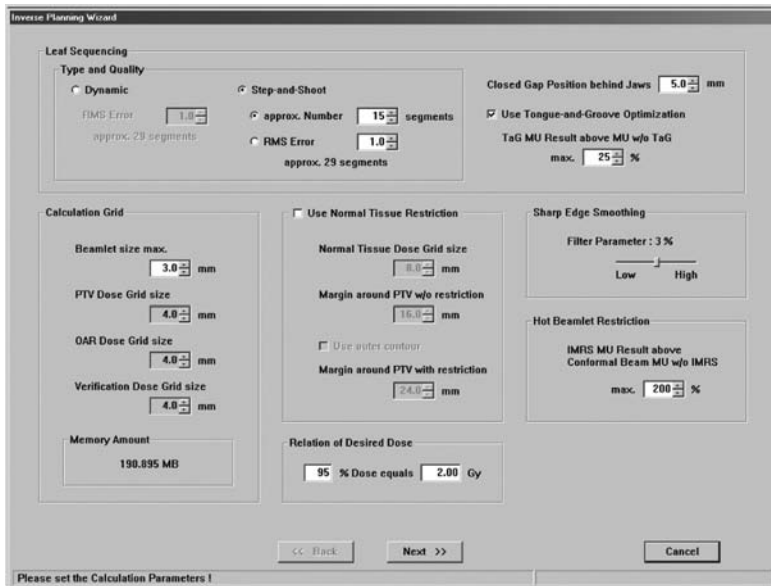 Inverse Planning Wizard
Leaf Sequencing
Type and Quality
Dynamic
RMS Error 1.0
approx. 29 segments
Step-and-Shoot
approx. Number 15 segments
RMS Error 1.0
approx. 29 segments
Closed Gap Position behind Jaws 5.0 mm
Use Tongue-and-Groove Optimization
TaG MU Result above MU w/o TaG
max. 25 %
Calculation Grid
Beamlet size max.
3.0 mm
PTV Dose Grid size
4.0 mm
OAR Dose Grid size
4.0 mm
Verification Dose Grid size
4.0 mm
Memory Amount
190.895 MB
Use Normal Tissue Restriction
Normal Tissue Dose Grid size
8.0 mm
Margin around PTV w/o restriction
16.0 mm
Use outer contour
Margin around PTV with restriction
24.0 mm
Relation of Desired Dose
95 % Dose equals 2.00 Gy
Sharp Edge Smoothing
Filter Parameter : 3 %
Low High
Hot Beamlet Restriction
IMRS MU Result above
Conformal Beam MU w/o IMRS
max. 200 %
<< Back Next >> Cancel
Please set the Calculation Parameters !